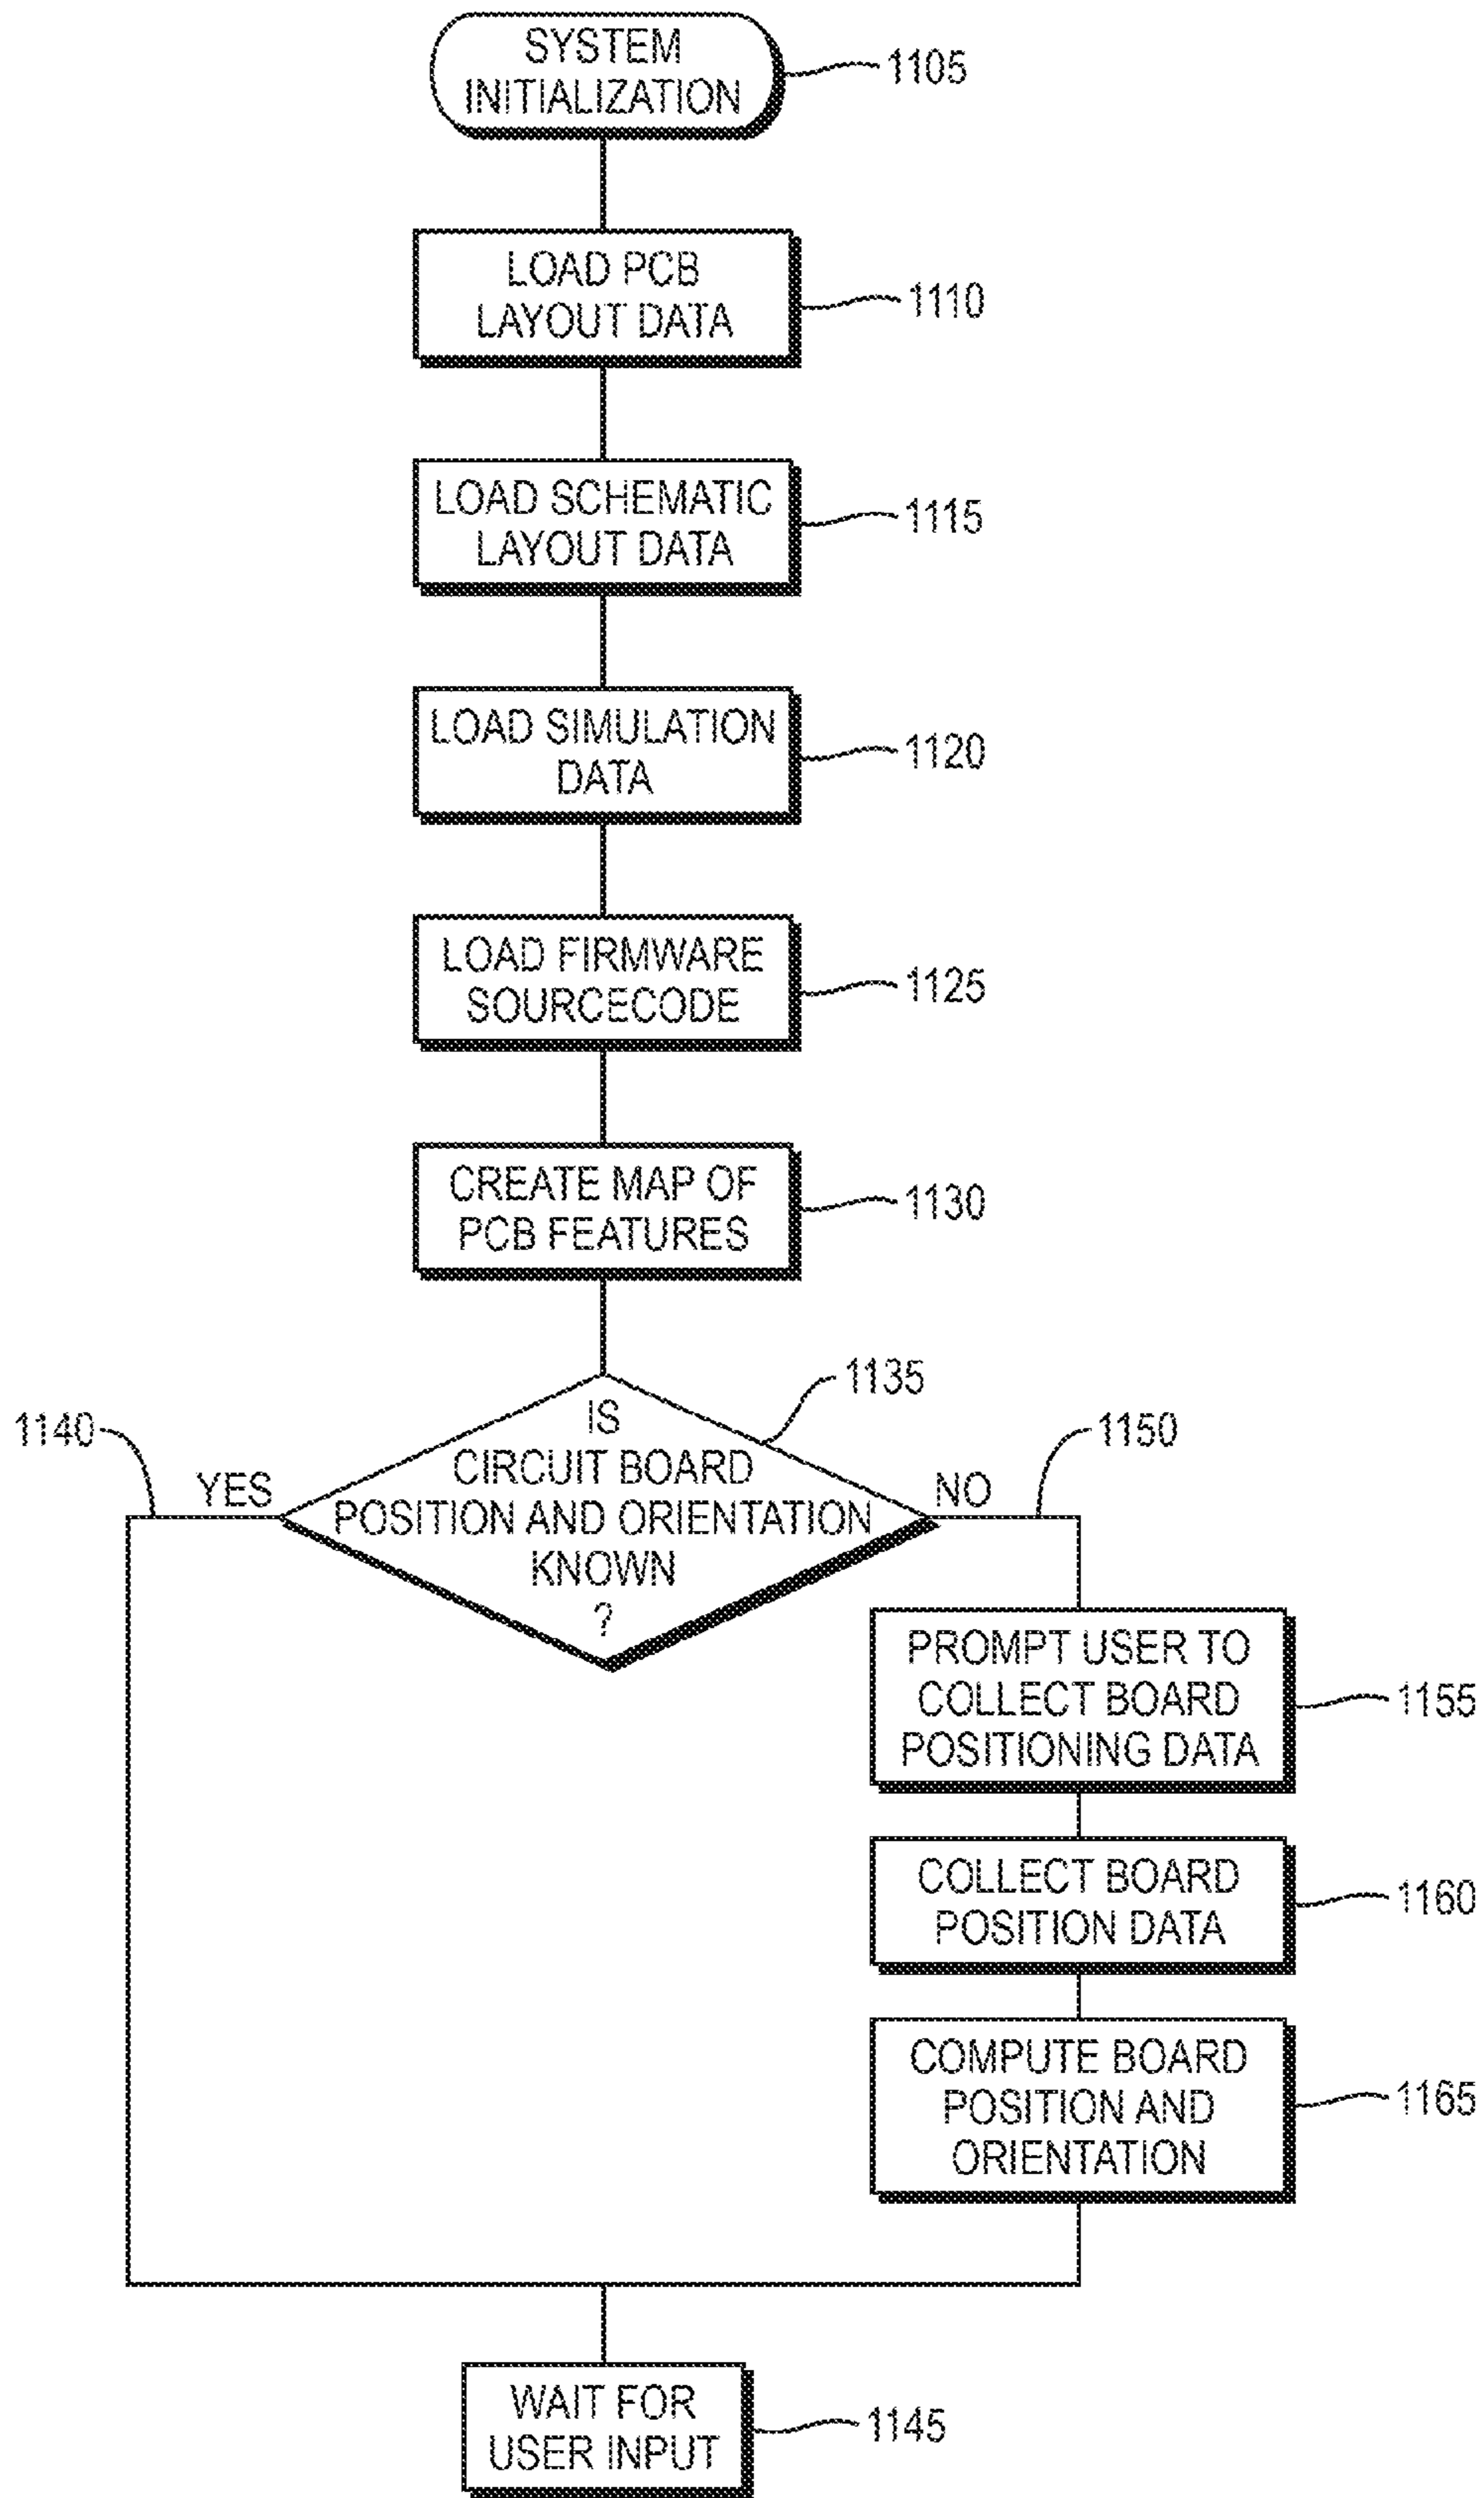 SYSTEM
INITIALIZATION
1105
LOAD PCB
LAYOUT DATA
1110
LOAD SCHEMATIC
LAYOUT DATA
1115
LOAD SIMULATION
DATA
1120
LOAD FIRMWARE
SOURCECODE
1125
CREATE MAP OF
PCB FEATURES
1130
1135
IS
CIRCUIT BOARD
POSITION AND ORIENTATION
KNOWN
?
1140
YES
NO
1150
PROMPT USER TO
COLLECT BOARD
POSITIONING DATA
1155
COLLECT BOARD
POSITION DATA
1160
COMPUTE BOARD
POSITION AND
ORIENTATION
1165
WAIT FOR
USER INPUT
1145